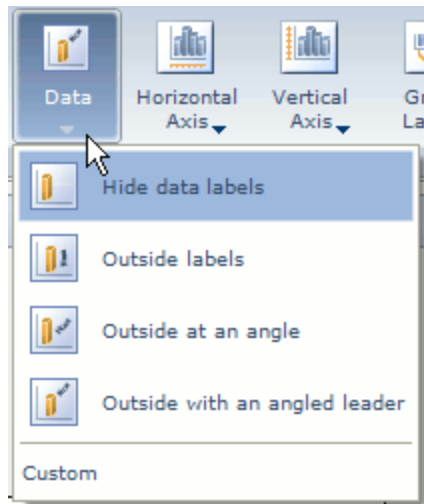 Data
Horizontal
Axis
Vertical
Axis
Hide data labels
Outside labels
Outside at an angle
Outside with an angled leader
Custom